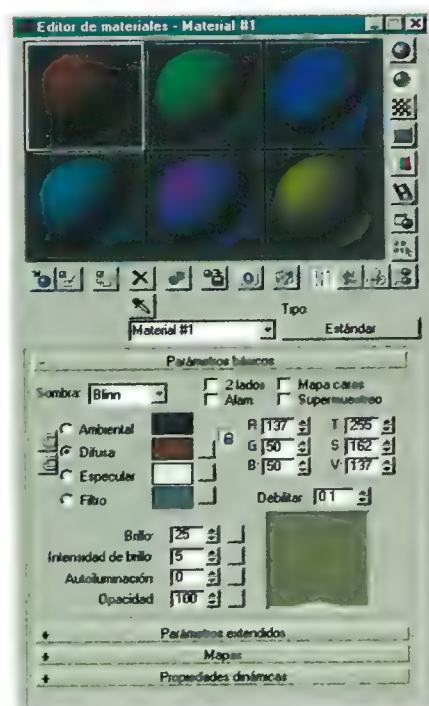 Editor de materiales - Material #1
Tipo
Material #1
Estándar
- Parámetros básicos
Sombra: Blinn
2 lados
Mapa caras
Alam.
Supermuestreo
Ambiental
Difusa
Especular
Filtro
R: 137
T: 255
G: 50
S: 162
B: 50
V: 137
Debilitar
Brillo: 25
Intensidad de brillo: 5
Autoiluminación: 0
Opacidad: 100
+ Parámetros extendidos
+ Mapas
+ Propiedades dinámicas